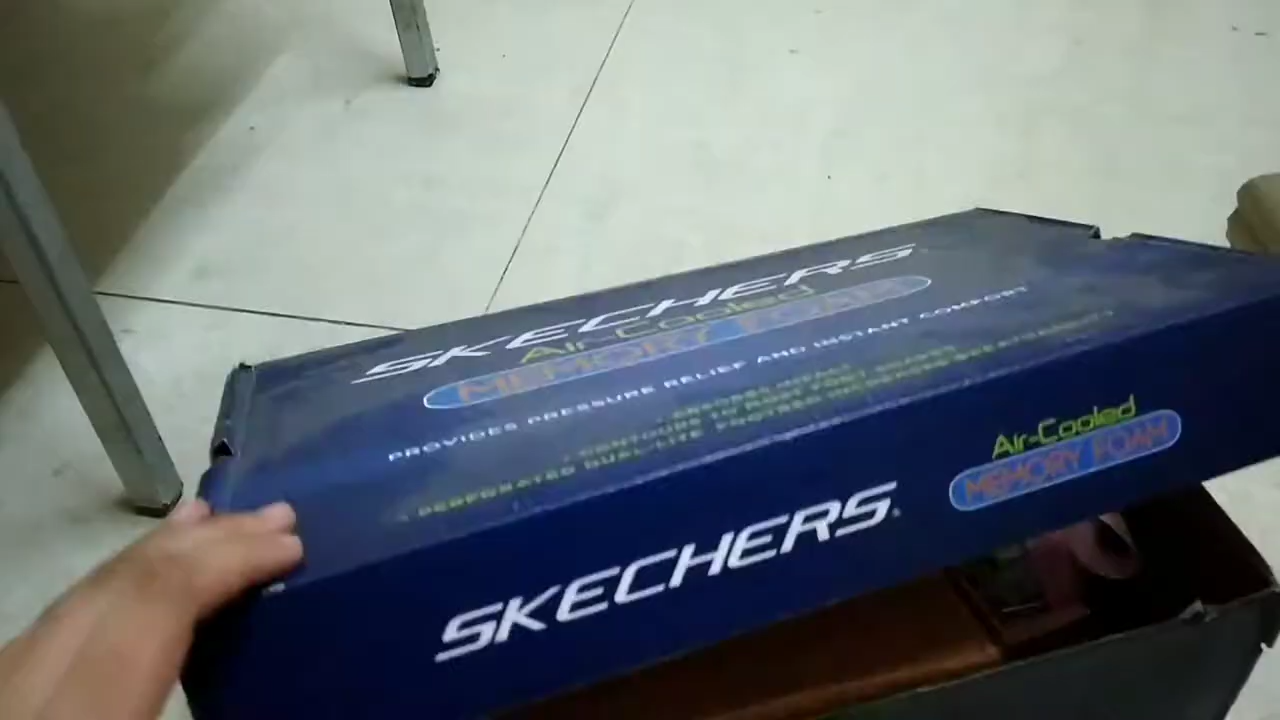 SKECHERS
Air-Cooled
MEMORY FOAM
PROVIDES PRESSURE RELIEF AND INSTANT COMFORT
SKECHERS.
Air-Cooled
MEMORY FOAM